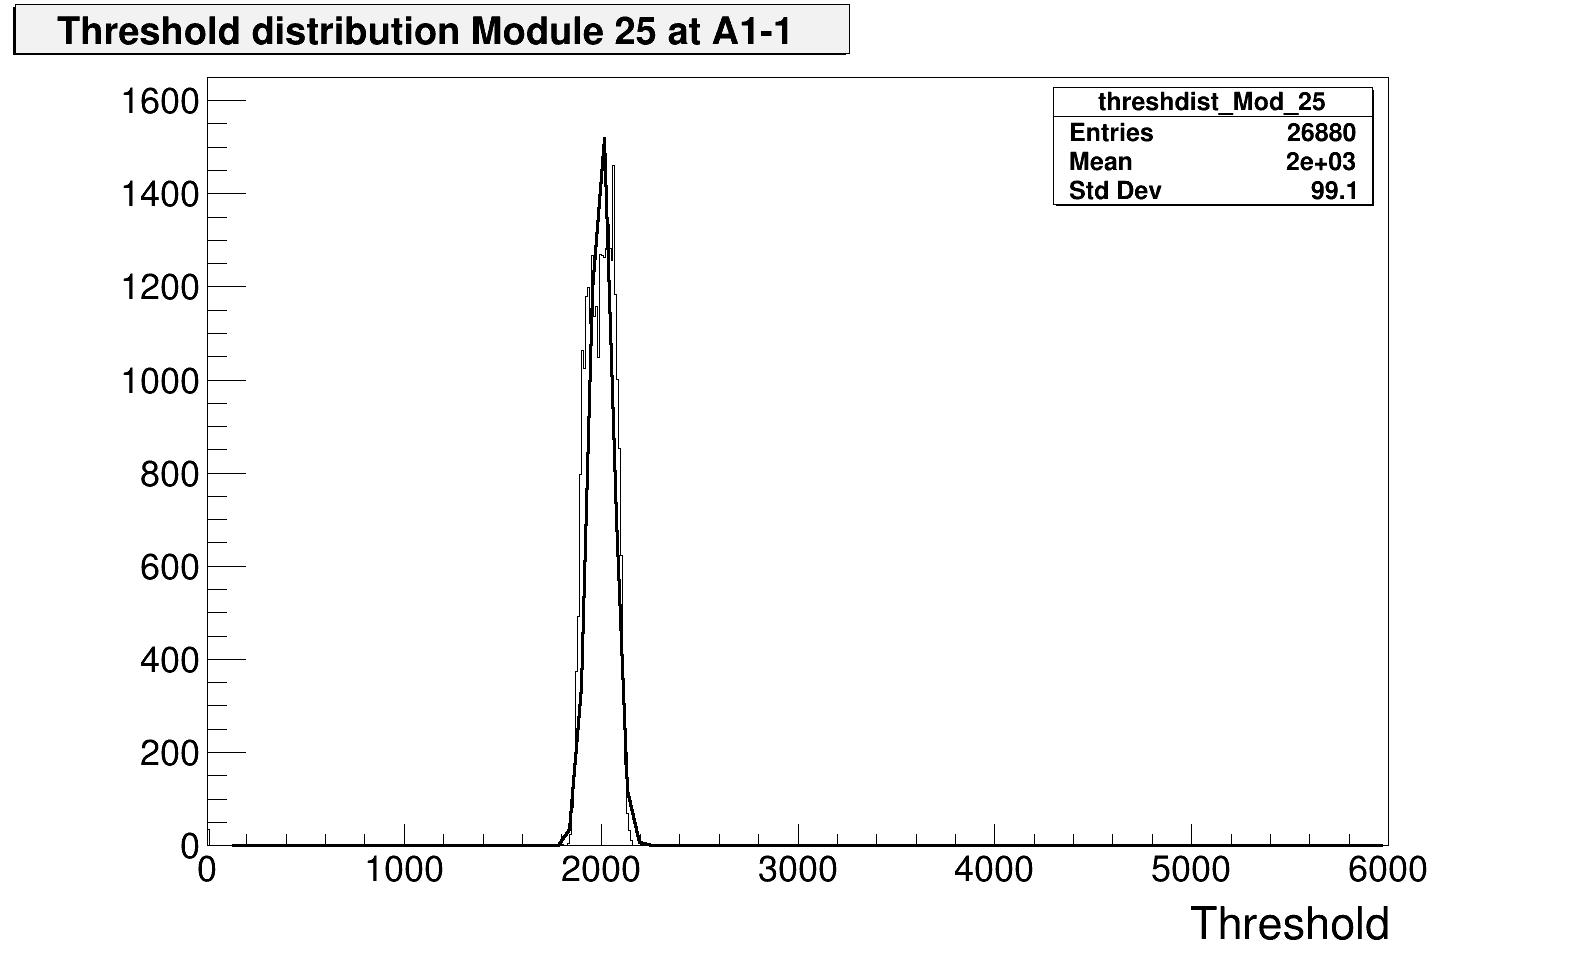 Threshold distribution Module 25 at A1-1
threshdist_Mod_25
Entries 26880
Mean 2e+03
Std Dev 99.1
1600
1400
1200
1000
800
600
400
200
0
0 1000 2000 3000 4000 5000 6000
Threshold